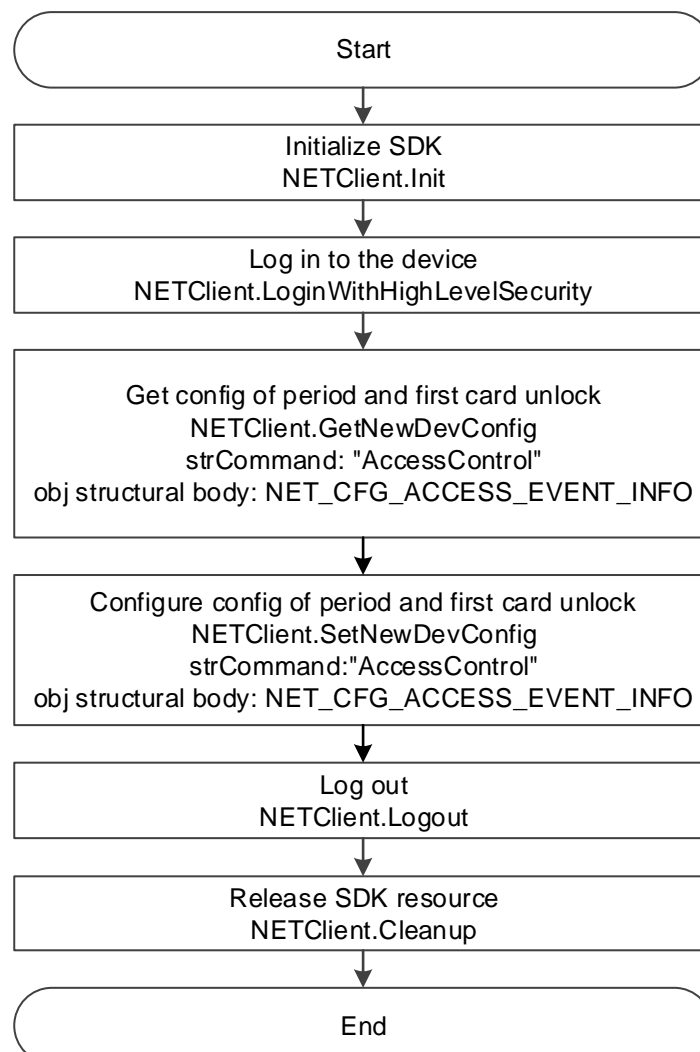 Start
Initialize SDK
NETClient.Init
Log in to the device
NETClient.LoginWithHighLevelSecurity
Get config of period and first card unlock
NETClient.GetNewDevConfig
strCommand: "AccessControl"
obj structural body: NET_CFG_ACCESS_EVENT_INFO
Configure config of period and first card unlock
NETClient.SetNewDevConfig
strCommand:"AccessControl"
obj structural body: NET_CFG_ACCESS_EVENT_INFO
Log out
NETClient.Logout
Release SDK resource
NETClient.Cleanup
End